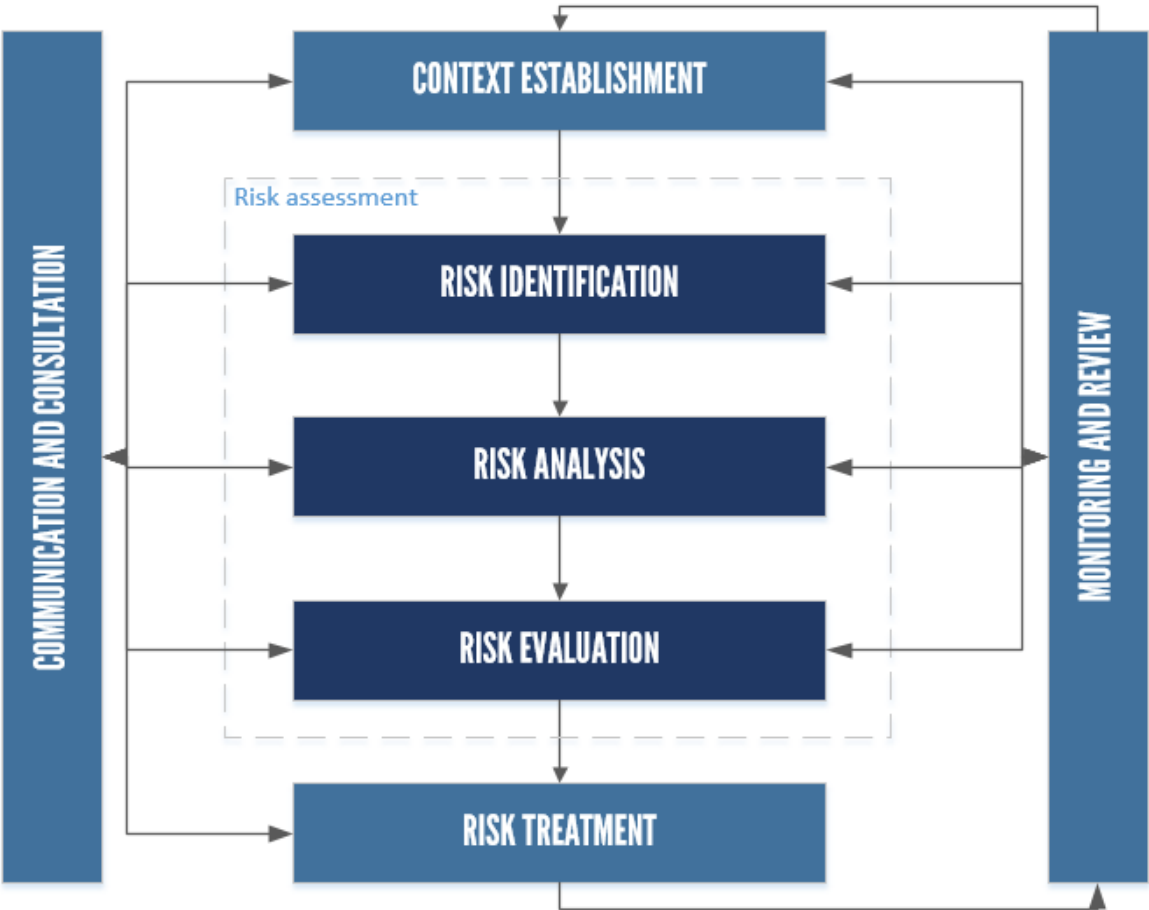 CONTEXT ESTABLISHMENT
Risk assessment
RISK IDENTIFICATION
RISK ANALYSIS
RISK EVALUATION
RISK TREATMENT
COMMUNICATION AND CONSULTATION
MONITORING AND REVIEW